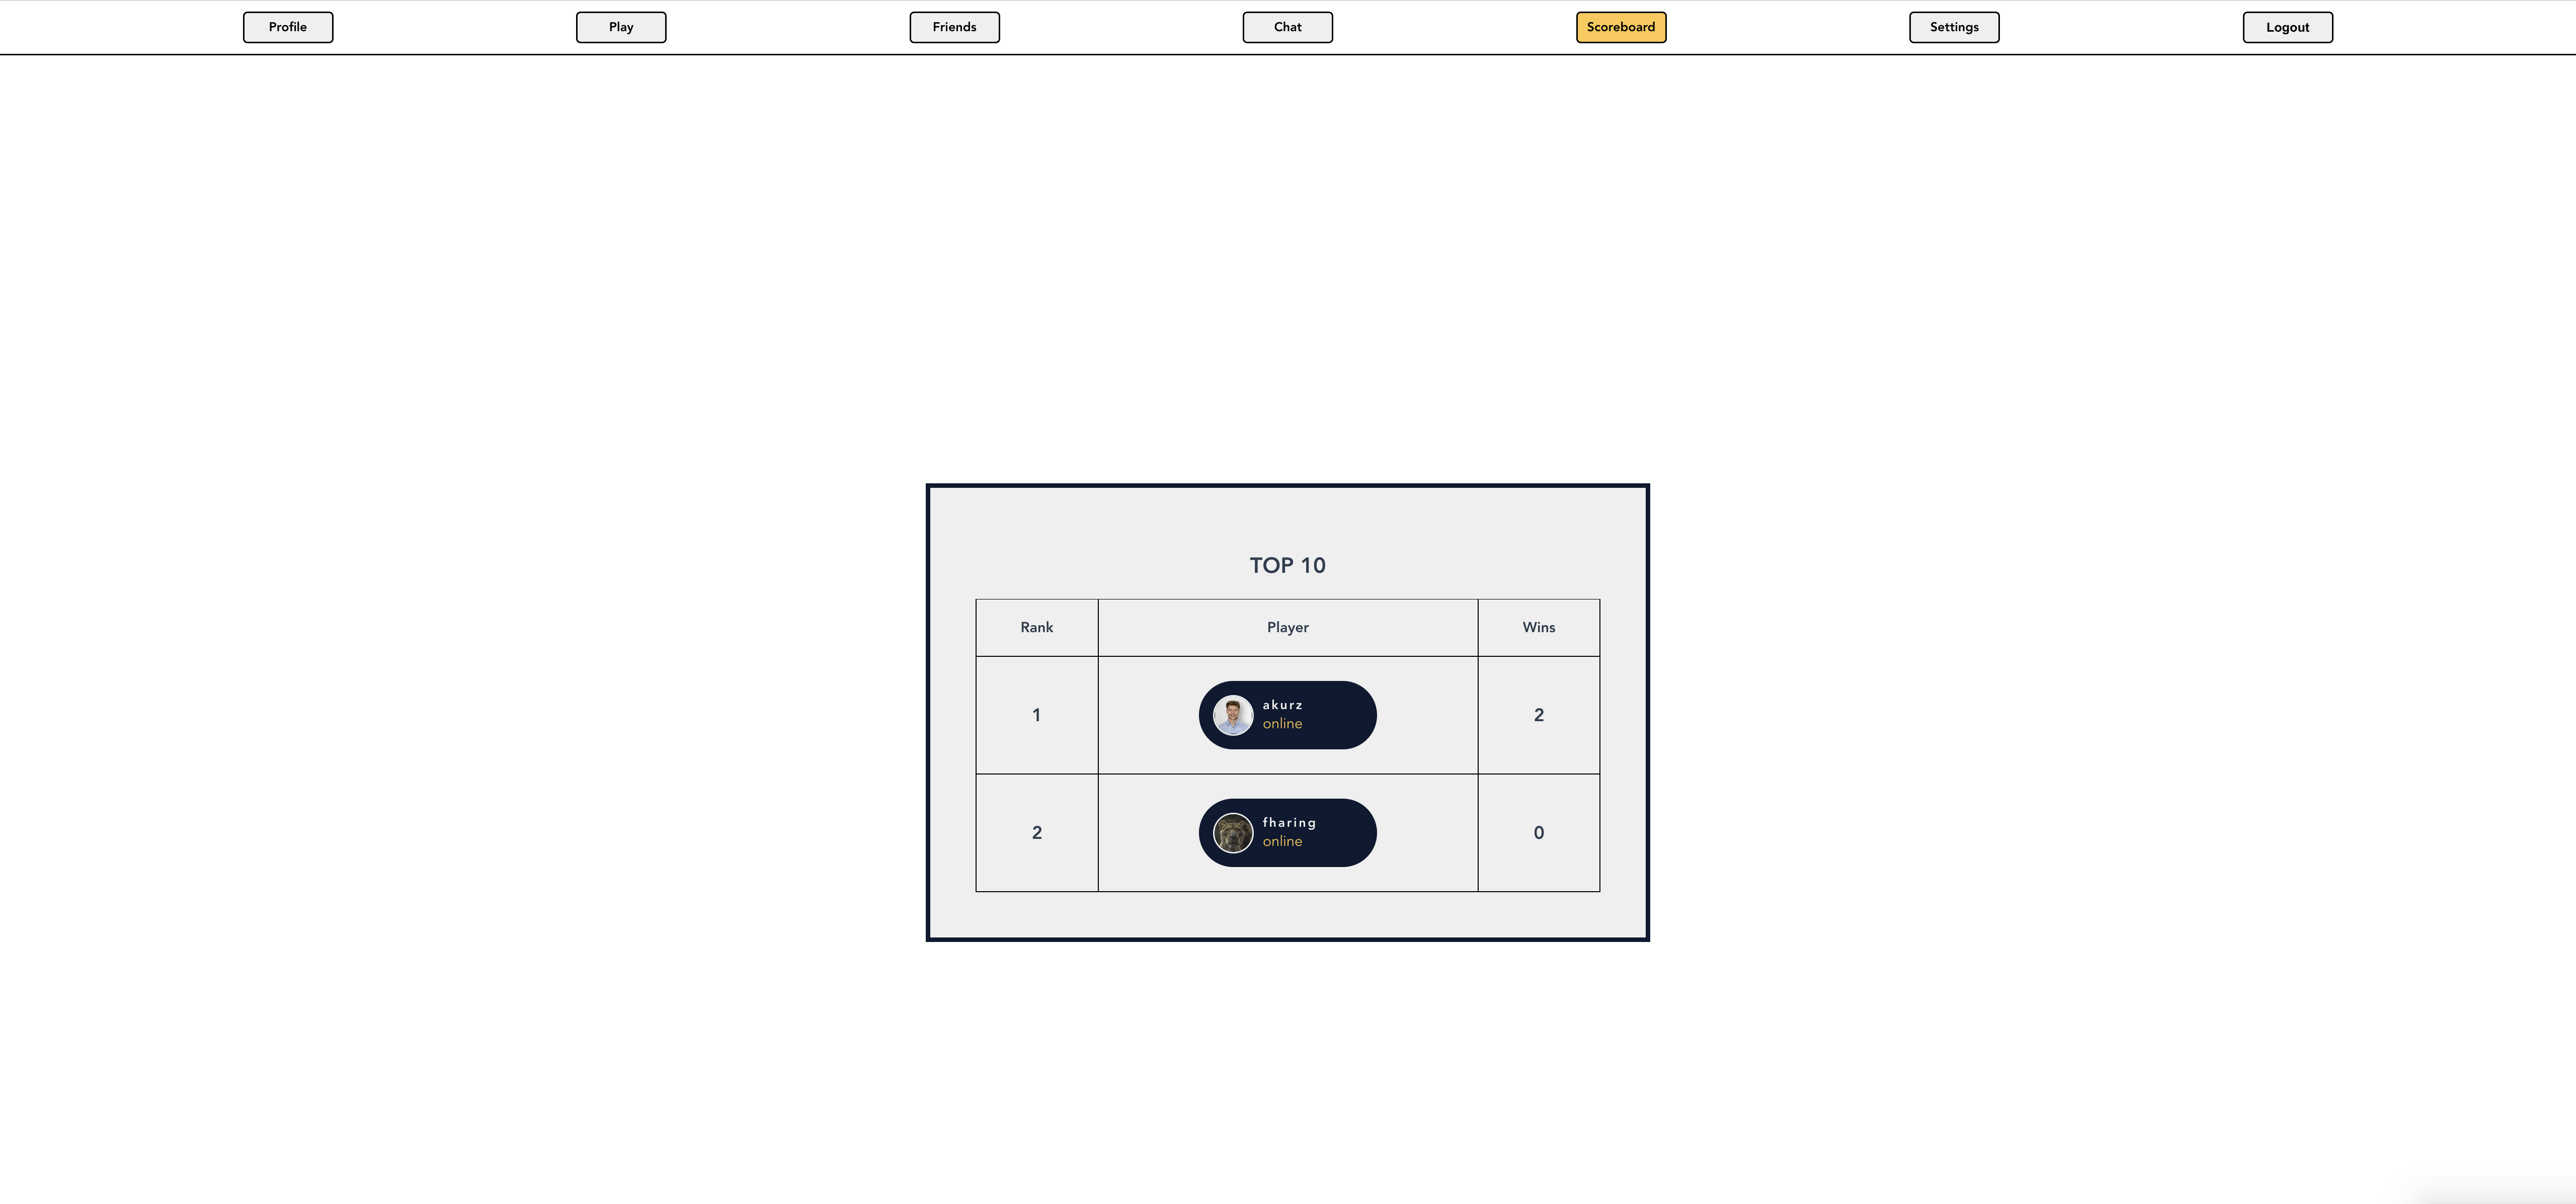 Profile Play Friends Chat Scoreboard Settings Logout
TOP 10
Rank Player Wins
1 akurz 2
online
2 fharing 0
online